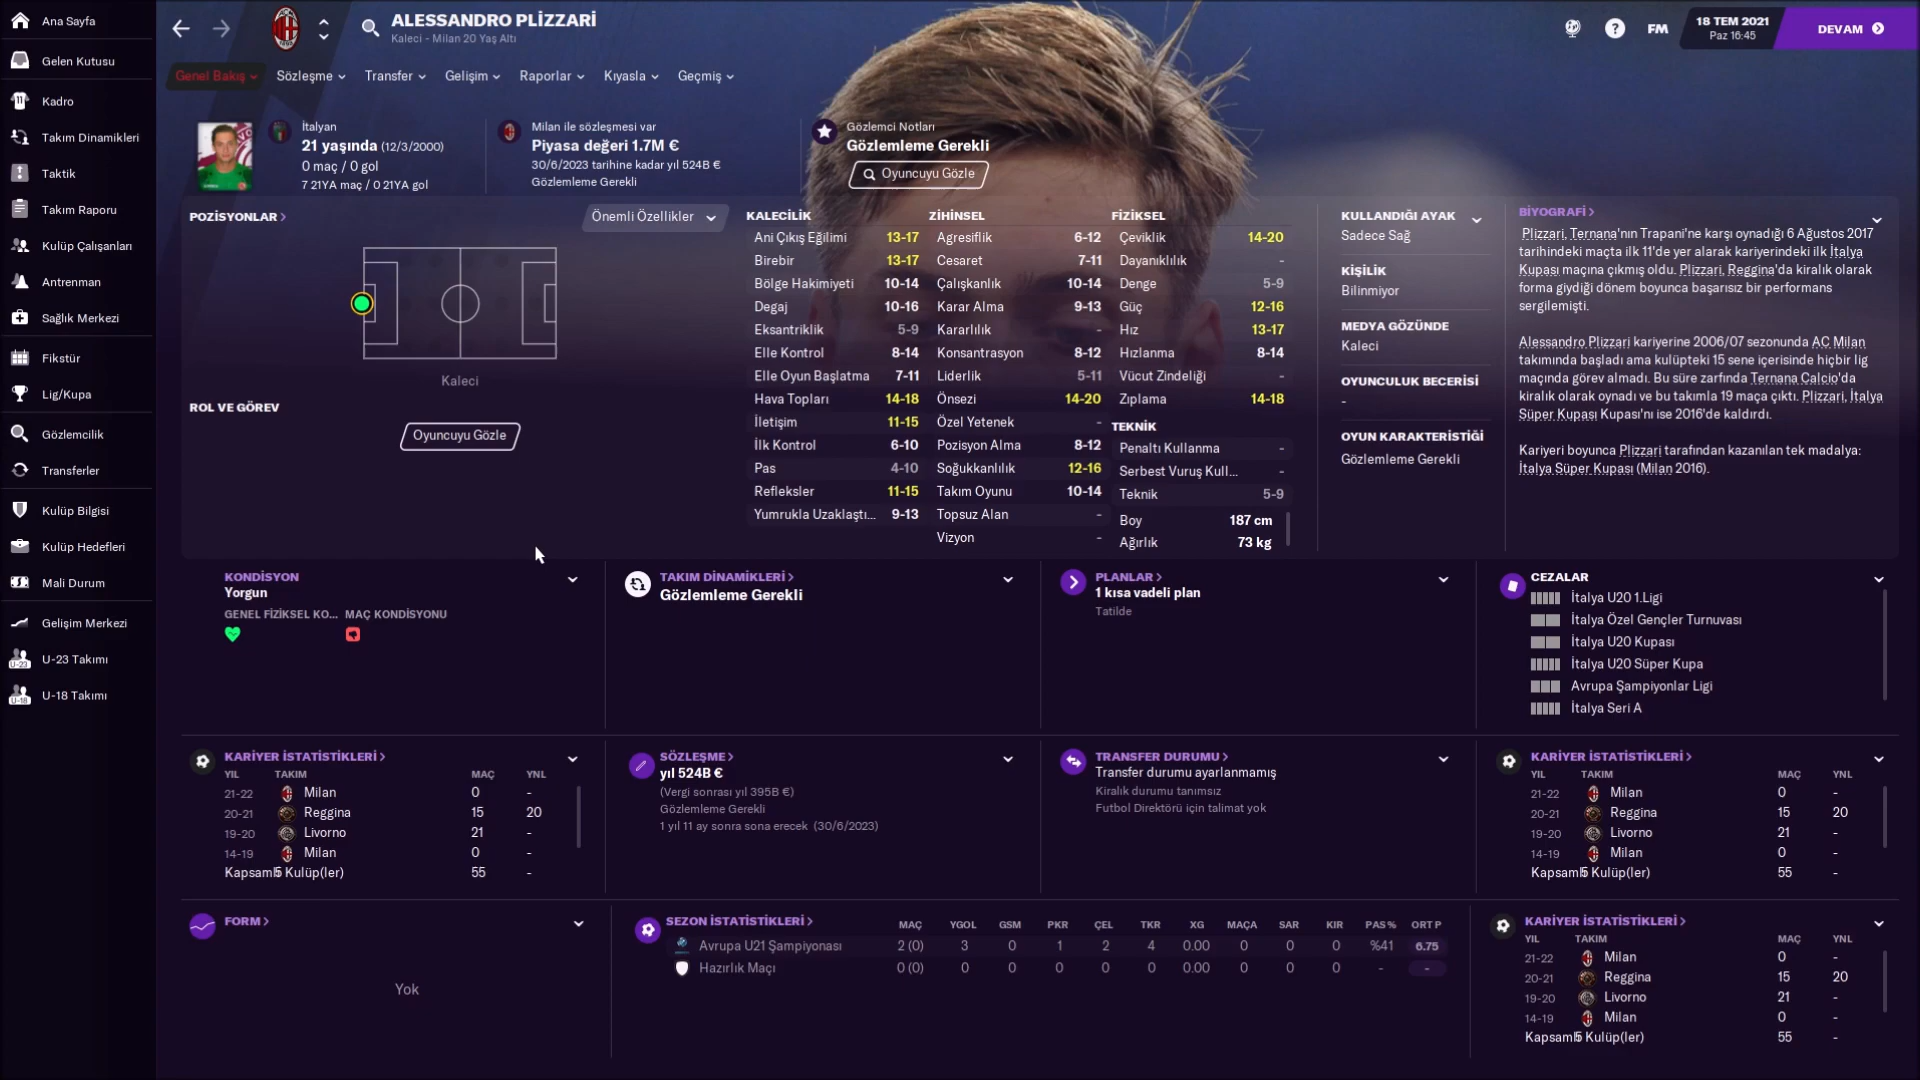 Ana Sayfa
Gelen Kutusu
Kadro
Takım Dinamikleri
Taktik
Takım Raporu
Kulüp Çalışanları
Antrenman
Sağlık Merkezi
Fikstür
Lig/Kupa
Gözlemcilik
Transferler
Kulüp Bilgisi
Kulüp Hedefleri
Mali Durum
Gelişim Merkezi
U-23 Takımı
U-18 Takımı
ALESSANDRO PLİZZARİ
Kaleci - Milan 20 Yaş Altı
FM
18 TEM 2021
Paz 16:45
DEVAM
Genel Bakış Sözleşme Transfer Gelişim Raporlar Kıyasla Geçmiş
İtalyan
21 yaşında (12/3/2000)
0 maç / 0 gol
7 21YA maç / 0 21YA gol
Milan ile sözleşmesi var
Piyasa değeri 1.7M €
30/6/2023 tarihine kadar yıl 524B €
Gözlemleme Gerekli
Gözlemci Notları
Gözlemleme Gerekli
Oyuncuyu Gözle
POZİSYONLAR
Önemli Özellikler
Kaleci
ROL VE GÖREV
Oyuncuyu Gözle
KALECİLİK
Ani Çıkış Eğilimi 13-17
Birebir 13-17
Bölge Hakimiyeti 10-14
Degaj 10-16
Eksantriklik 5-9
Elle Kontrol 8-14
Elle Oyun Başlatma 7-11
Hava Topları 14-18
İletişim 11-15
İlk Kontrol 6-10
Pas 4-10
Refleksler 11-15
Yumrukla Uzaklaştı... 9-13
ZİHİNSEL
Agresiflik 6-12
Cesaret 7-11
Çalışkanlık 10-14
Karar Alma 9-13
Kararlılık -
Konsantrasyon 8-12
Liderlik 5-11
Önsezi 14-20
Özel Yetenek -
Pozisyon Alma 8-12
Soğukkanlılık 12-16
Takım Oyunu 10-14
Topsuz Alan -
Vizyon -
FİZİKSEL
Çeviklik 14-20
Dayanıklılık -
Denge 5-9
Güç 12-16
Hız 13-17
Hızlanma 8-14
Vücut Zindeliği -
Zıplama 14-18
TEKNİK
Penaltı Kullanma -
Serbest Vuruş Kull... -
Teknik 5-9
Boy 187 cm
Ağırlık 73 kg
KULLANDIĞI AYAK
Sadece Sağ
KİŞİLİK
Bilinmiyor
MEDYA GÖZÜNDE
Kaleci
OYUNCULUK BECERİSİ
-
OYUN KARAKTERİSTİĞİ
Gözlemleme Gerekli
BİYOGRAFİ
Plizzari, Ternana'nın Trapani'ne karşı oynadığı 6 Ağustos 2017
tarihindeki maçta ilk 11'de yer alarak kariyerindeki ilk İtalya
Kupası maçına çıkmış oldu. Plizzari, Reggina'da kiralık olarak
forma giydiği dönem boyunca başarısız bir performans
sergilemişti.
Alessandro Plizzari kariyerine 2006/07 sezonunda AC Milan
takımında başladı ama kulüpteki 15 sene içerisinde hiçbir lig
maçında görev almadı. Bu süre zarfında Ternana Calcio'da
kiralık olarak oynadı ve bu takımla 19 maça çıktı. Plizzari, İtalya
Süper Kupası Kupası'nı ise 2016'de kaldırdı.
Kariyeri boyunca Plizzari tarafından kazanılan tek madalya:
İtalya Süper Kupası (Milan 2016).
KONDİSYON
Yorgun
GENEL FİZİKSEL KO... MAÇ KONDİSYONU
TAKIM DİNAMİKLERİ
Gözlemleme Gerekli
PLANLAR
1 kısa vadeli plan
Tatilde
CEZALAR
İtalya U20 1.Ligi
İtalya Özel Gençler Turnuvası
İtalya U20 Kupası
İtalya U20 Süper Kupa
Avrupa Şampiyonlar Ligi
İtalya Seri A
KARİYER İSTATİSTİKLERİ
YIL TAKIM MAÇ YNL
21-22 Milan 0 -
20-21 Reggina 15 20
19-20 Livorno 21 -
14-19 Milan 0 -
Kapsamlı 5 Kulüp(ler) 55 -
SÖZLEŞME
yıl 524B €
(Vergi sonrası yıl 395B €)
Gözlemleme Gerekli
1 yıl 11 ay sonra sona erecek (30/6/2023)
TRANSFER DURUMU
Transfer durumu ayarlanmamış
Kiralık durumu tanımsız
Futbol Direktörü için talimat yok
KARİYER İSTATİSTİKLERİ
YIL TAKIM MAÇ YNL
21-22 Milan 0 -
20-21 Reggina 15 20
19-20 Livorno 21 -
14-19 Milan 0 -
Kapsamlı 5 Kulüp(ler) 55 -
FORM
Yok
SEZON İSTATİSTİKLERİ MAÇ YGOL GSM PKR ÇEL TKR XG MAÇA SAR KIR PAS % ORT P
Avrupa U21 Şampiyonası 2 (0) 3 0 1 2 4 0.00 0 0 0 %41 6.75
Hazırlık Maçı 0 (0) 0 0 0 0 0 0.00 0 0 0 - -
KARİYER İSTATİSTİKLERİ
YIL TAKIM MAÇ YNL
21-22 Milan 0 -
20-21 Reggina 15 20
19-20 Livorno 21 -
14-19 Milan 0 -
Kapsamlı 5 Kulüp(ler) 55 -